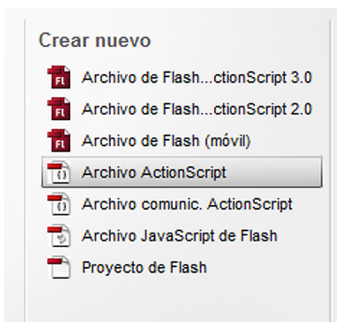 Crear nuevo
Archivo de Flash...ctionScript 3.0
Archivo de Flash...ctionScript 2.0
Archivo de Flash (móvil)
Archivo ActionScript
Archivo comunic. ActionScript
Archivo JavaScript de Flash
Proyecto de Flash